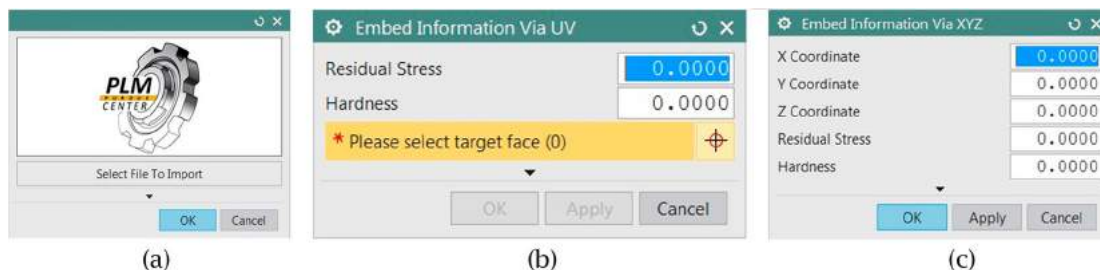 PLM
PURDUE
CENTER
Select File To Import
OK Cancel
(a)
Embed Information Via UV
Residual Stress 0.0000
Hardness 0.0000
* Please select target face (0)
OK Apply Cancel
(b)
Embed Information Via XYZ
X Coordinate 0.0000
Y Coordinate 0.0000
Z Coordinate 0.0000
Residual Stress 0.0000
Hardness 0.0000
OK Apply Cancel
(c)